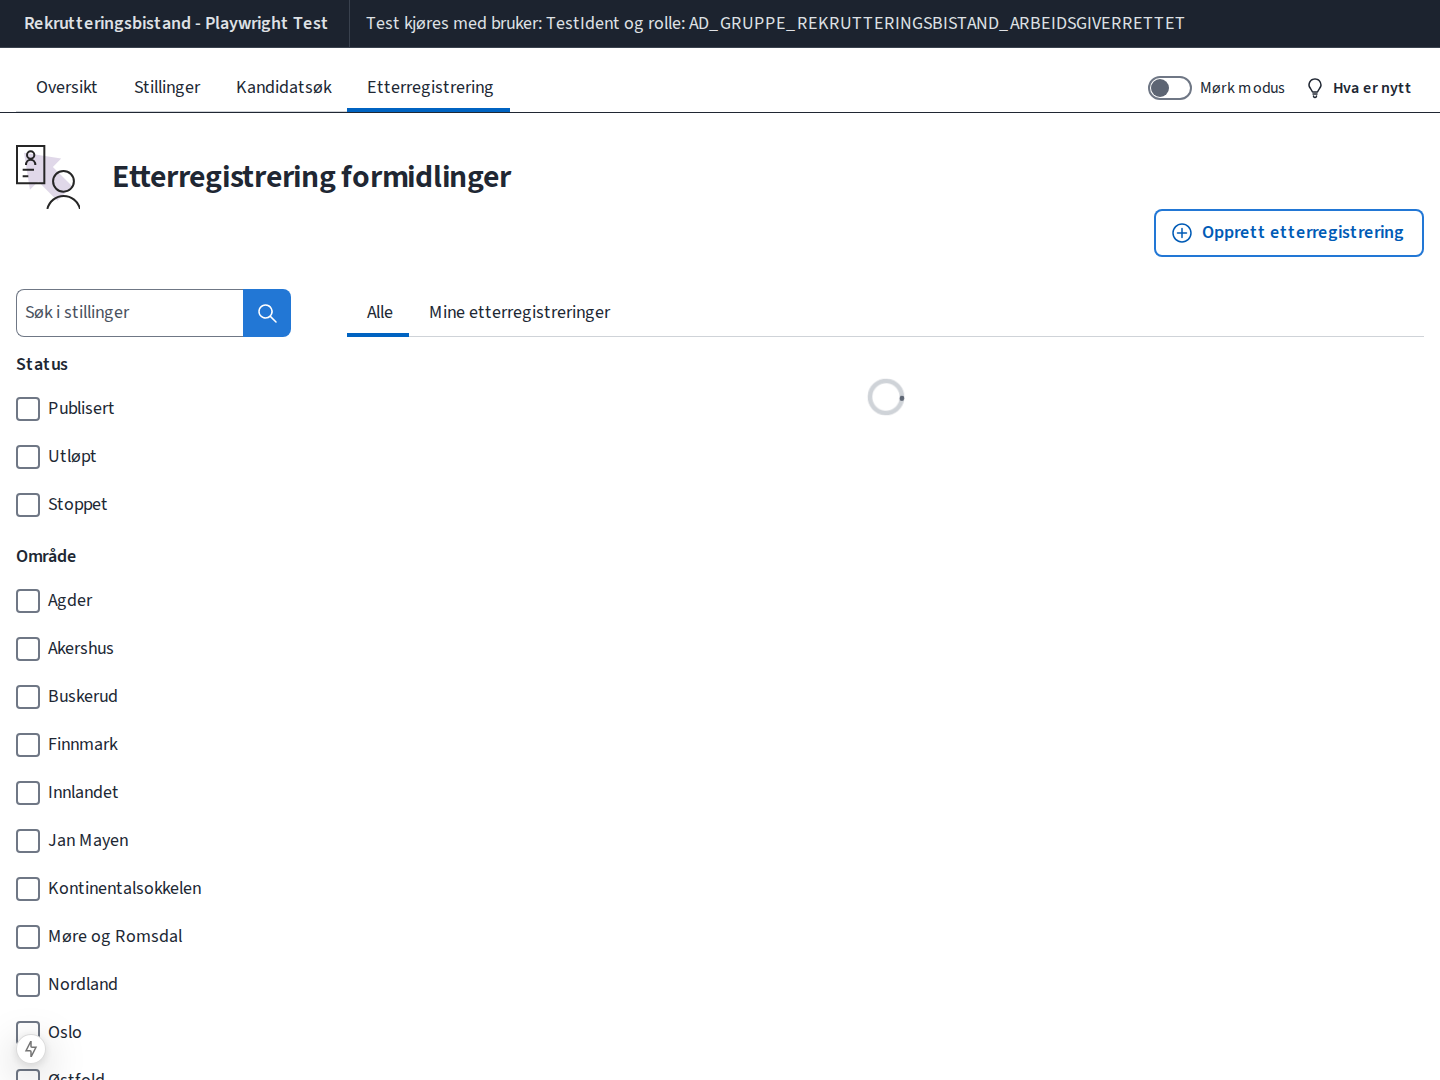 Rekrutteringsbistand - Playwright Test
Test kjøres med bruker: TestIdent og rolle: AD_GRUPPE_REKRUTTERINGSBISTAND_ARBEIDSGIVERRETTET
Oversikt
Stillinger
Kandidatsøk
Etterregistrering
Mørk modus
Hva er nytt
Etterregistrering formidlinger
Opprett etterregistrering
Søk i stillinger
Alle
Mine etterregistreringer
Status
Publisert
Utløpt
Stoppet
Område
Agder
Akershus
Buskerud
Finnmark
Innlandet
Jan Mayen
Kontinentalsokkelen
Møre og Romsdal
Nordland
Oslo
Østfold